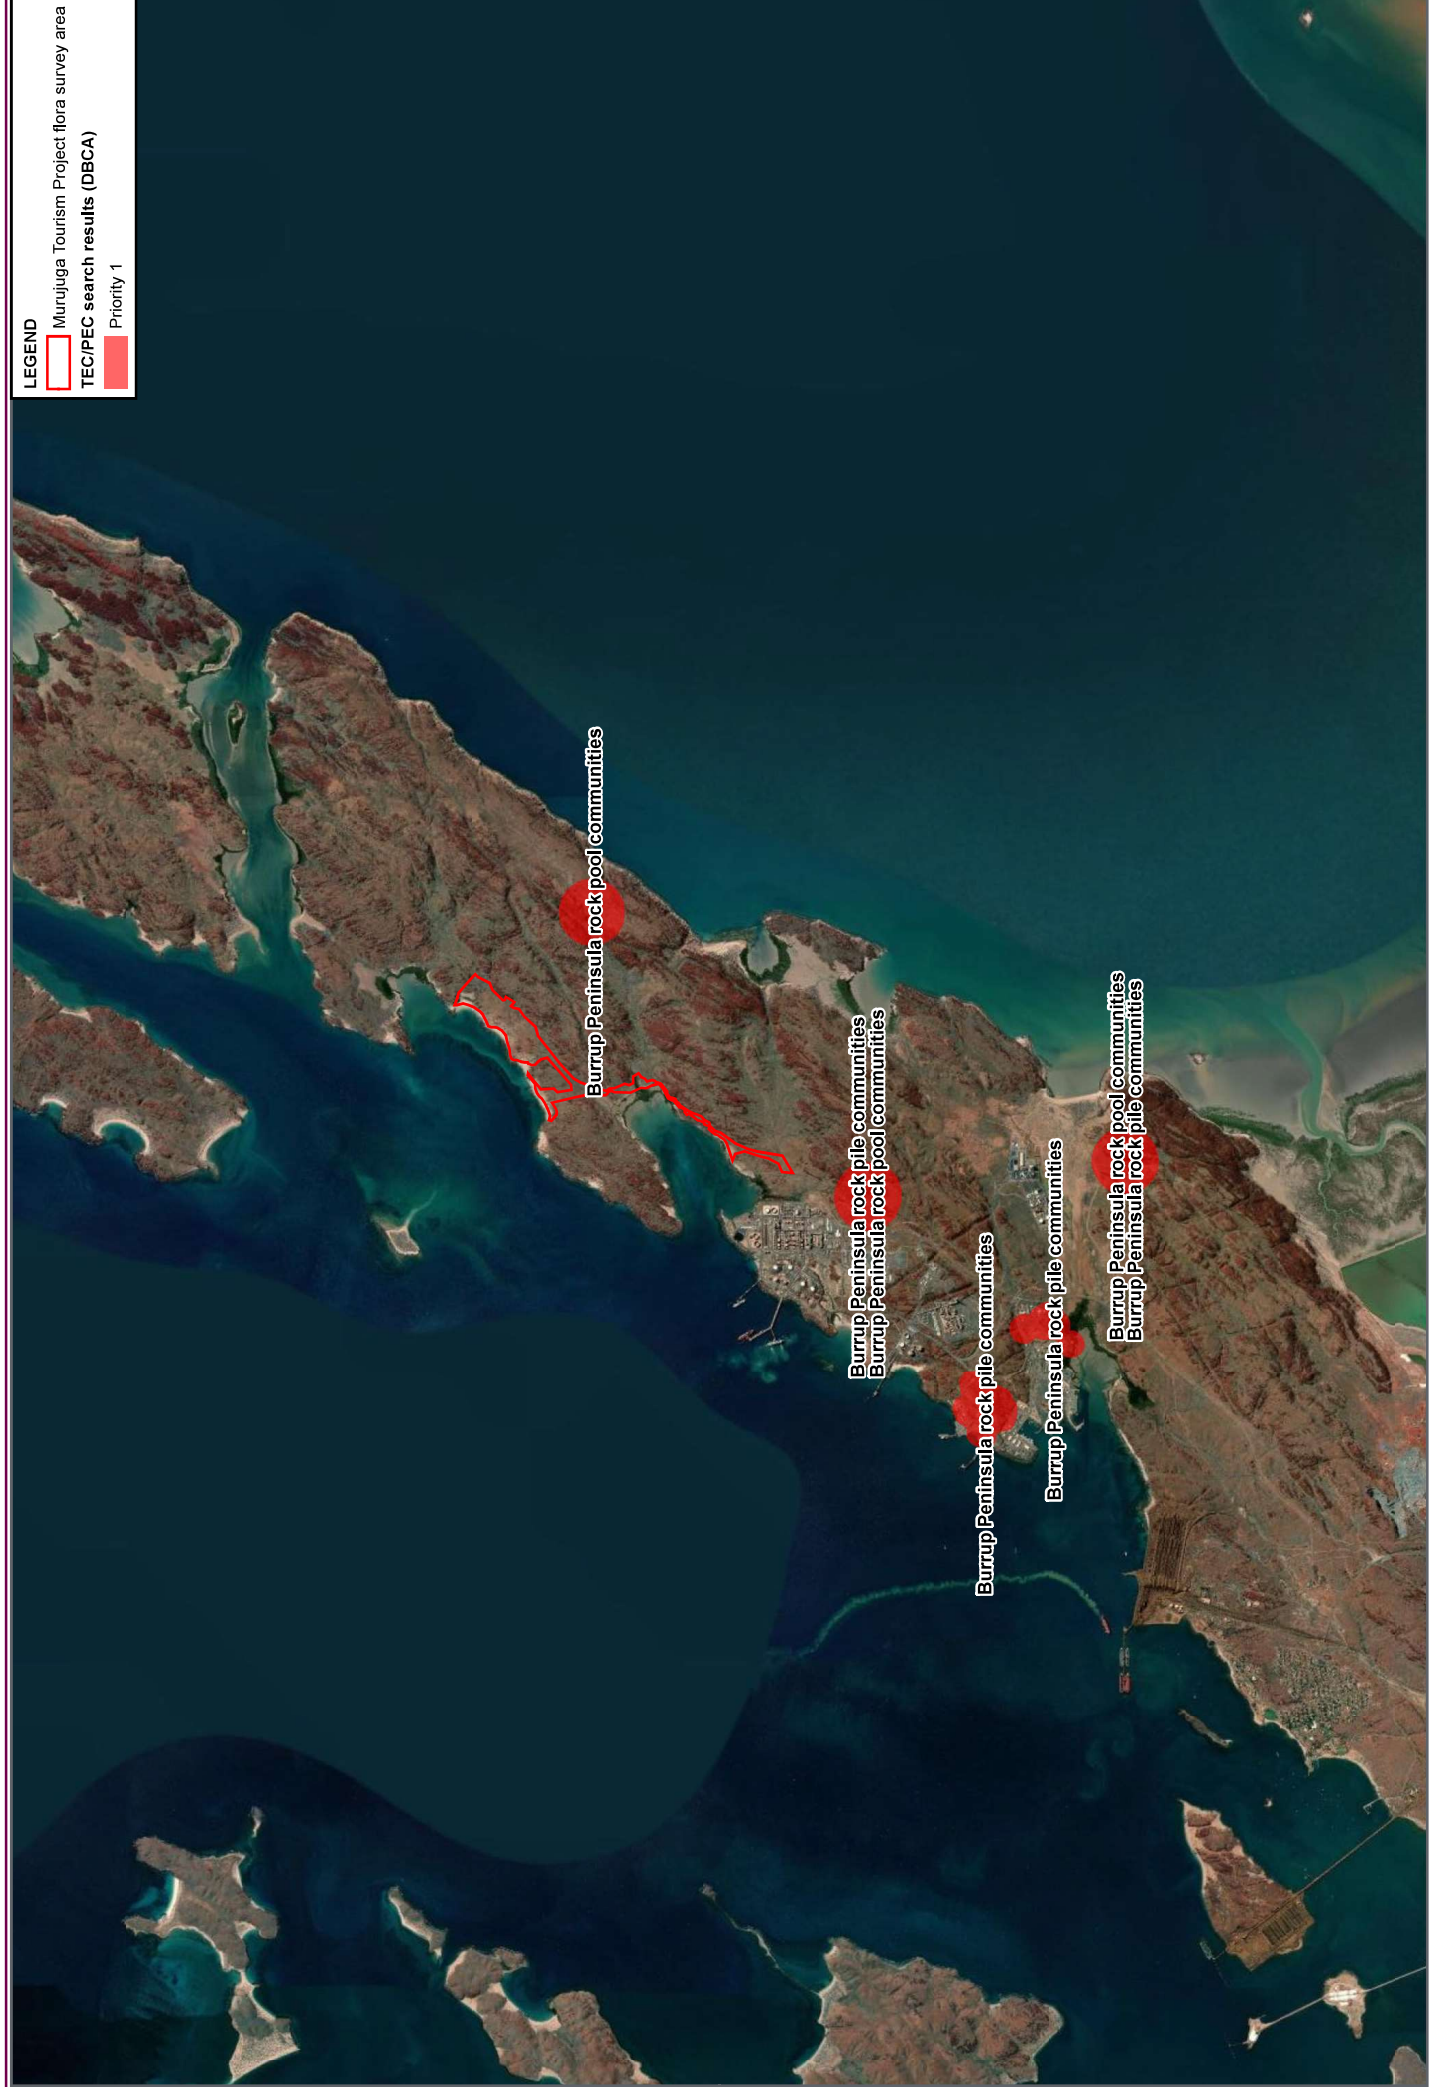 LEGEND
Murujuga Tourism Project flora survey area
TEC/PEC search results (DBCA)
Priority 1
Burrup Peninsula rock pool communities
Burrup Peninsula rock pile communities
Burrup Peninsula rock pool communities
Burrup Peninsula rock pile communities
Burrup Peninsula rock pile communities
Burrup Peninsula rock pool communities
Burrup Peninsula rock pile communities